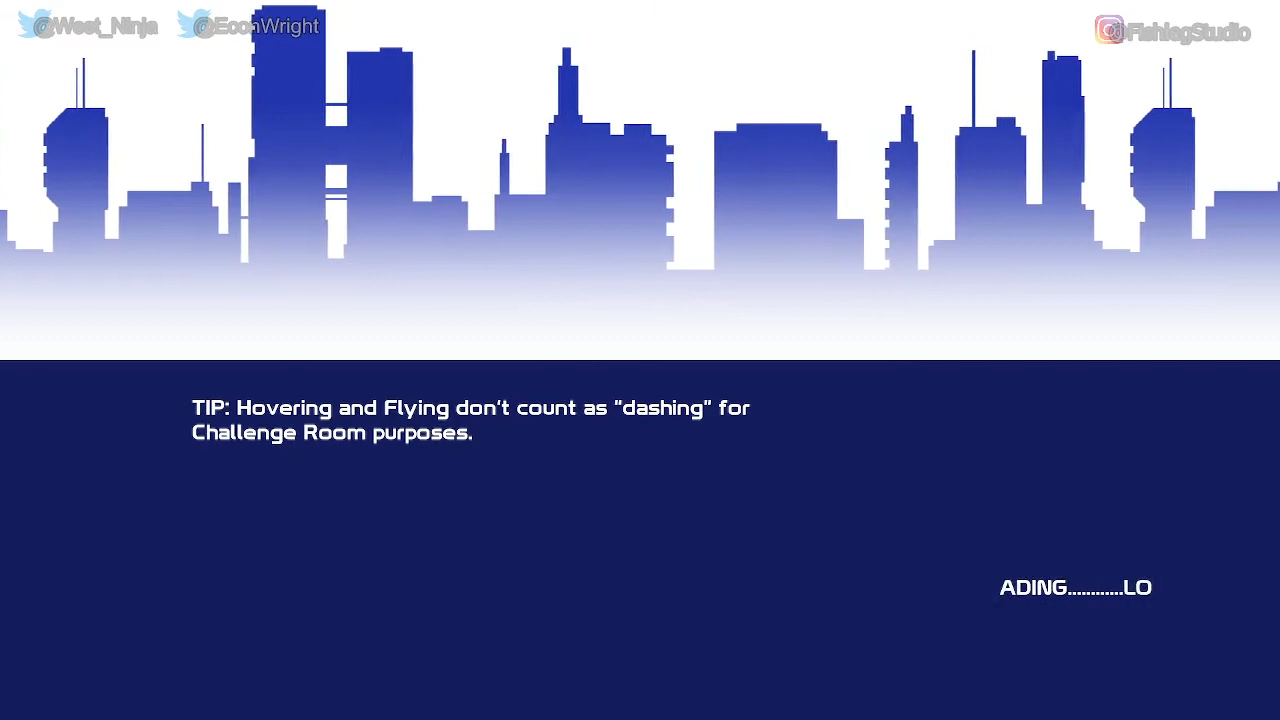 @West_Ninja @EconWright @FishiegStudio
TIP: Hovering and Flying don't count as "dashing" for
Challenge Room purposes.
ADING...........LO